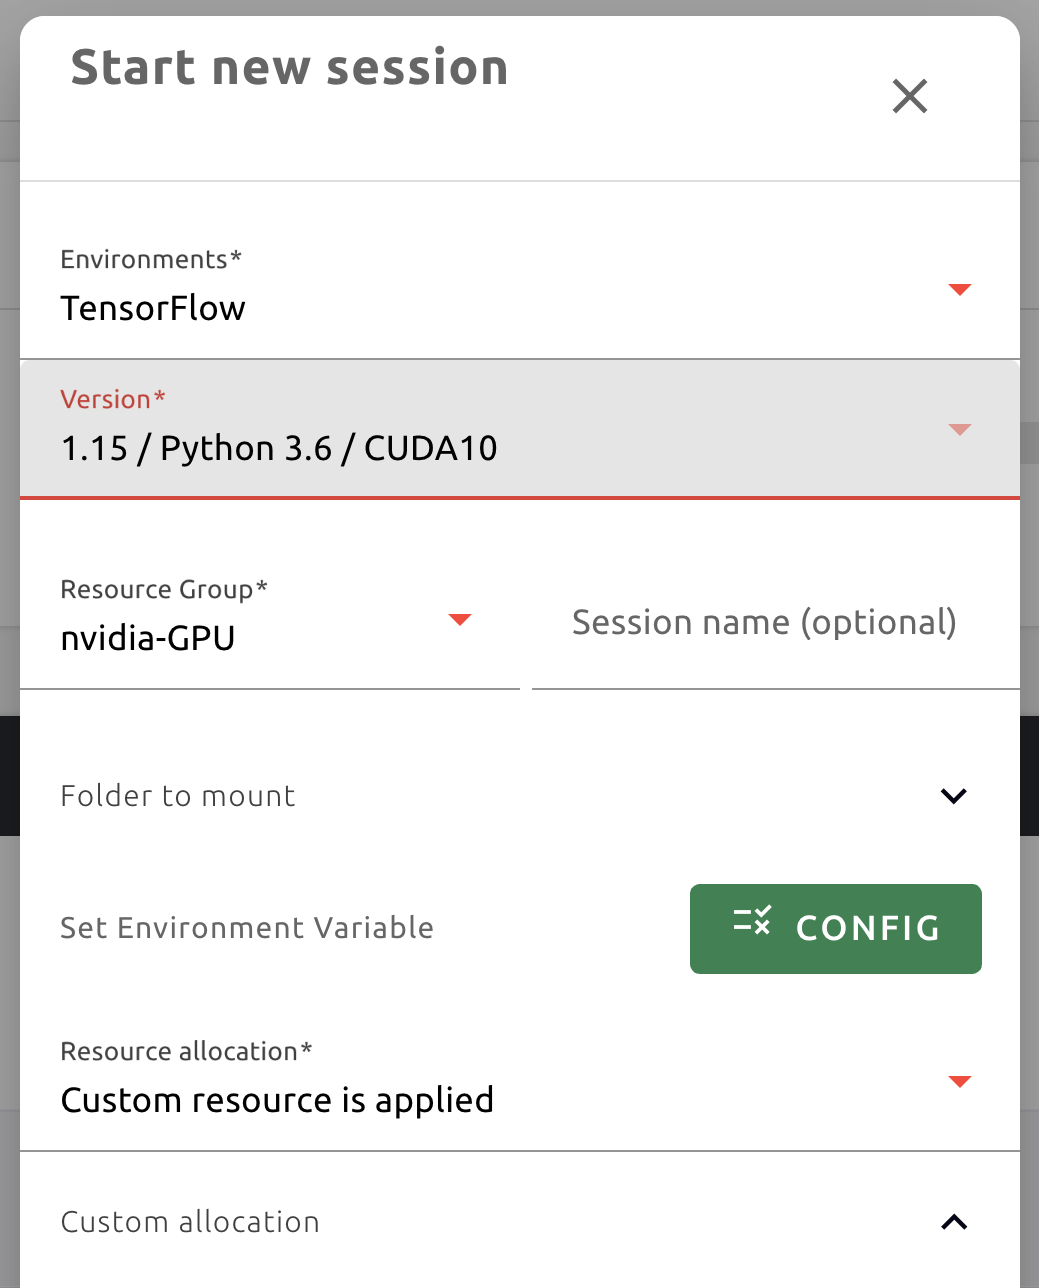 Start new session
Environments*
TensorFlow
Version*
1.15 / Python 3.6 / CUDA10
Resource Group*
nvidia-GPU
Session name (optional)
Folder to mount
Set Environment Variable
CONFIG
Resource allocation*
Custom resource is applied
Custom allocation